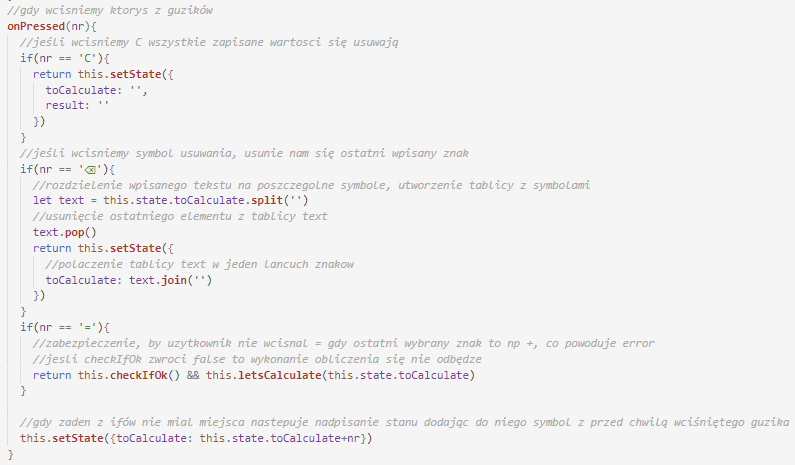 //gdy wcisniemy ktorys z guzików
onPressed(nr){
//jeśli wcisniemy C wszystkie zapisane wartosci się usuwają
if(nr == 'C'){
return this.setState({
toCalculate: '',
result: ''
})
}
//jeśli wcisniemy symbol usuwania, usunie nam się ostatni wpisany znak
if(nr == '⌫'){
//rozdzielenie wpisanego tekstu na poszczegolne symbole, utworzenie tablicy z symbolami
let text = this.state.toCalculate.split('')
//usunięcie ostatniego elementu z tablicy text
text.pop()
return this.setState({
//polaczenie tablicy text w jeden lancuch znakow
toCalculate: text.join('')
})
}
if(nr == '='){
//zabezpieczenie, by uzytkownik nie wcisnal = gdy ostatni wybrany znak to np +, co powoduje error
//jesli checkIfOk zwroci false to wykonanie obliczenia się nie odbędze
return this.checkIfOk() && this.letsCalculate(this.state.toCalculate)
}
//gdy zaden z ifów nie mial miejsca nastepuje nadpisanie stanu dodając do niego symbol z przed chwilą wciśniętego guzika
this.setState({toCalculate: this.state.toCalculate+nr})
}